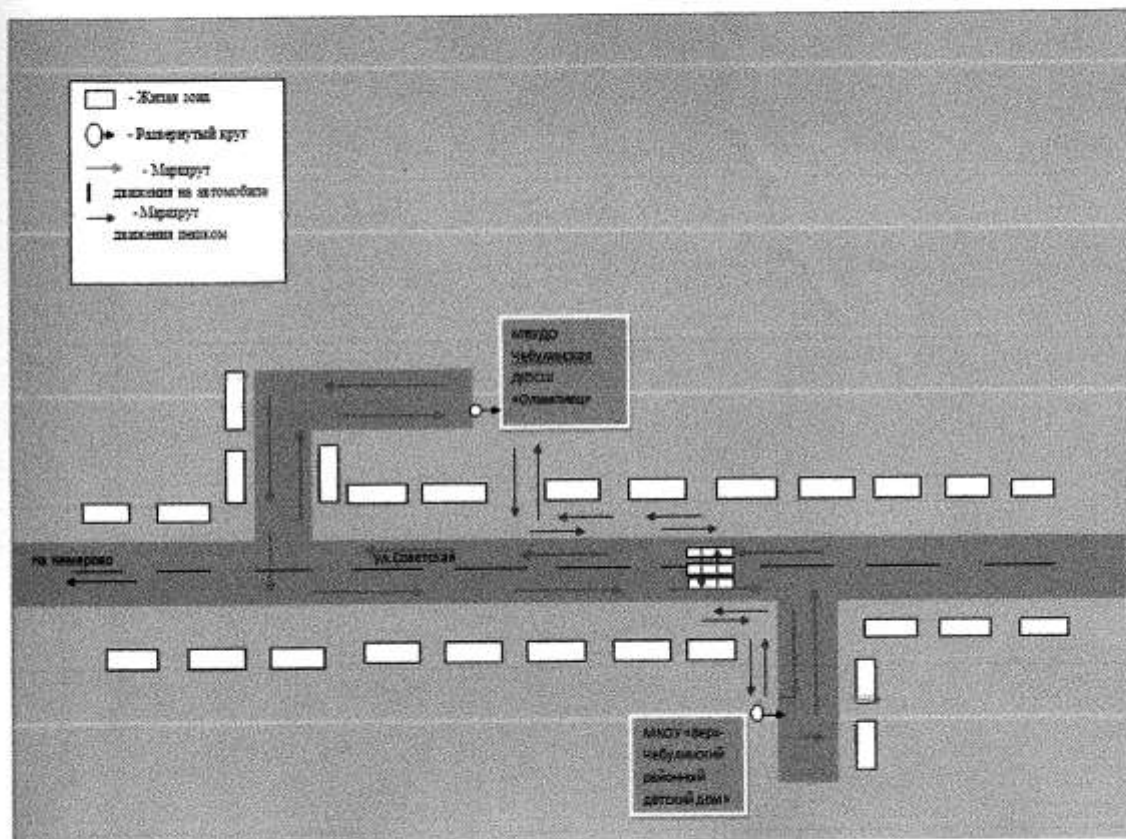 - Жилая зона
- Развернутый круг
- Маршрут
движения на автомобиле
- Маршрут
движения пешком
МБУДО
Чебулинская
ДЮСШ
«Олимпиец»
на кемерово
ул.Советская
МКОУ «Верх-
Чебулинский
районный
детский дом»